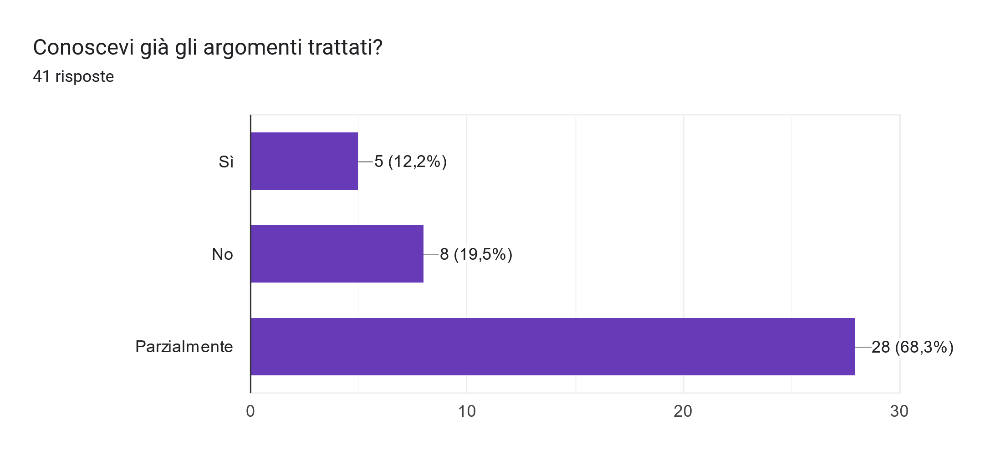 Conoscevi già gli argomenti trattati?
41 risposte
Sì
5 (12,2%)
No
8 (19,5%)
Parzialmente
28 (68,3%)
0
10
20
30